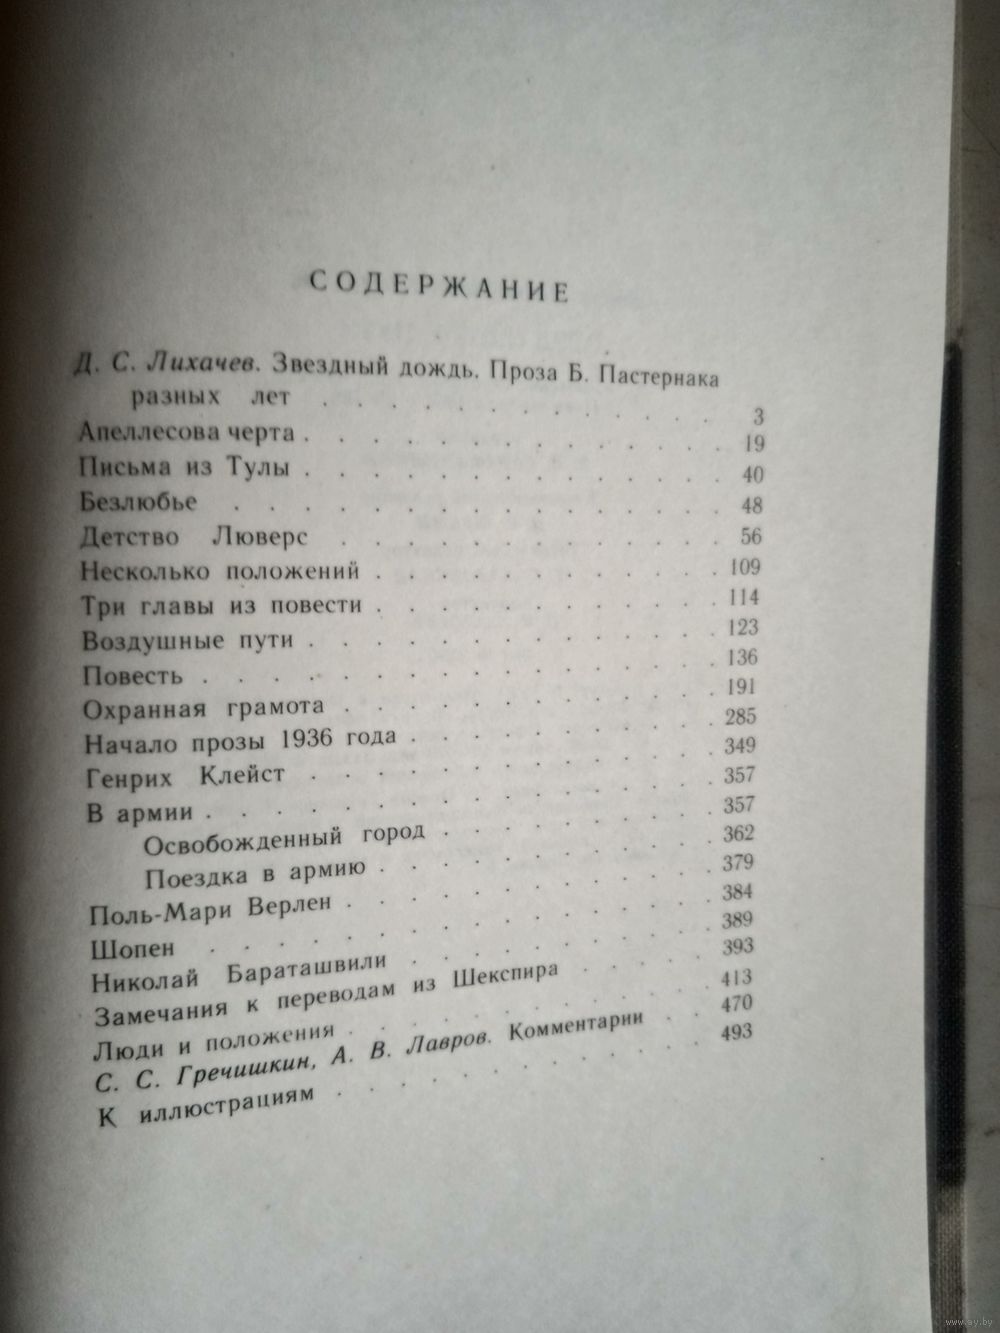 СОДЕРЖАНИЕ
Д. С. Лихачев. Звездный дождь. Проза Б. Пастернака
разных лет . . . . . . . . . . . . 3
Апеллесова черта . . . . . . . . . . . . 19
Письма из Тулы . . . . . . . . . . . . 40
Безлюбье . . . . . . . . . . . . 48
Детство Люверс . . . . . . . . . . . . 56
Несколько положений . . . . . . . . . . . . 109
Три главы из повести . . . . . . . . . . . . 114
Воздушные пути . . . . . . . . . . . . 123
Повесть . . . . . . . . . . . . 136
Охранная грамота . . . . . . . . . . . . 191
Начало прозы 1936 года . . . . . . . . . . 285
Генрих Клейст . . . . . . . . . . . . 349
В армии . . . . . . . . . . . . 357
Освобожденный город . . . . . . . . . 357
Поездка в армию . . . . . . . . . . 362
Поль-Мари Верлен . . . . . . . . . . . . 379
Шопен . . . . . . . . . . . . 384
Николай Бараташвили . . . . . . . . . . 389
Замечания к переводам из Шекспира . . . . . 393
Люди и положения . . . . . . . . . . . . 413
С. С. Гречишкин, А. В. Лавров. Комментарии . . 470
К иллюстрациям . . . . . . . . . . . . 493
www.ay.by